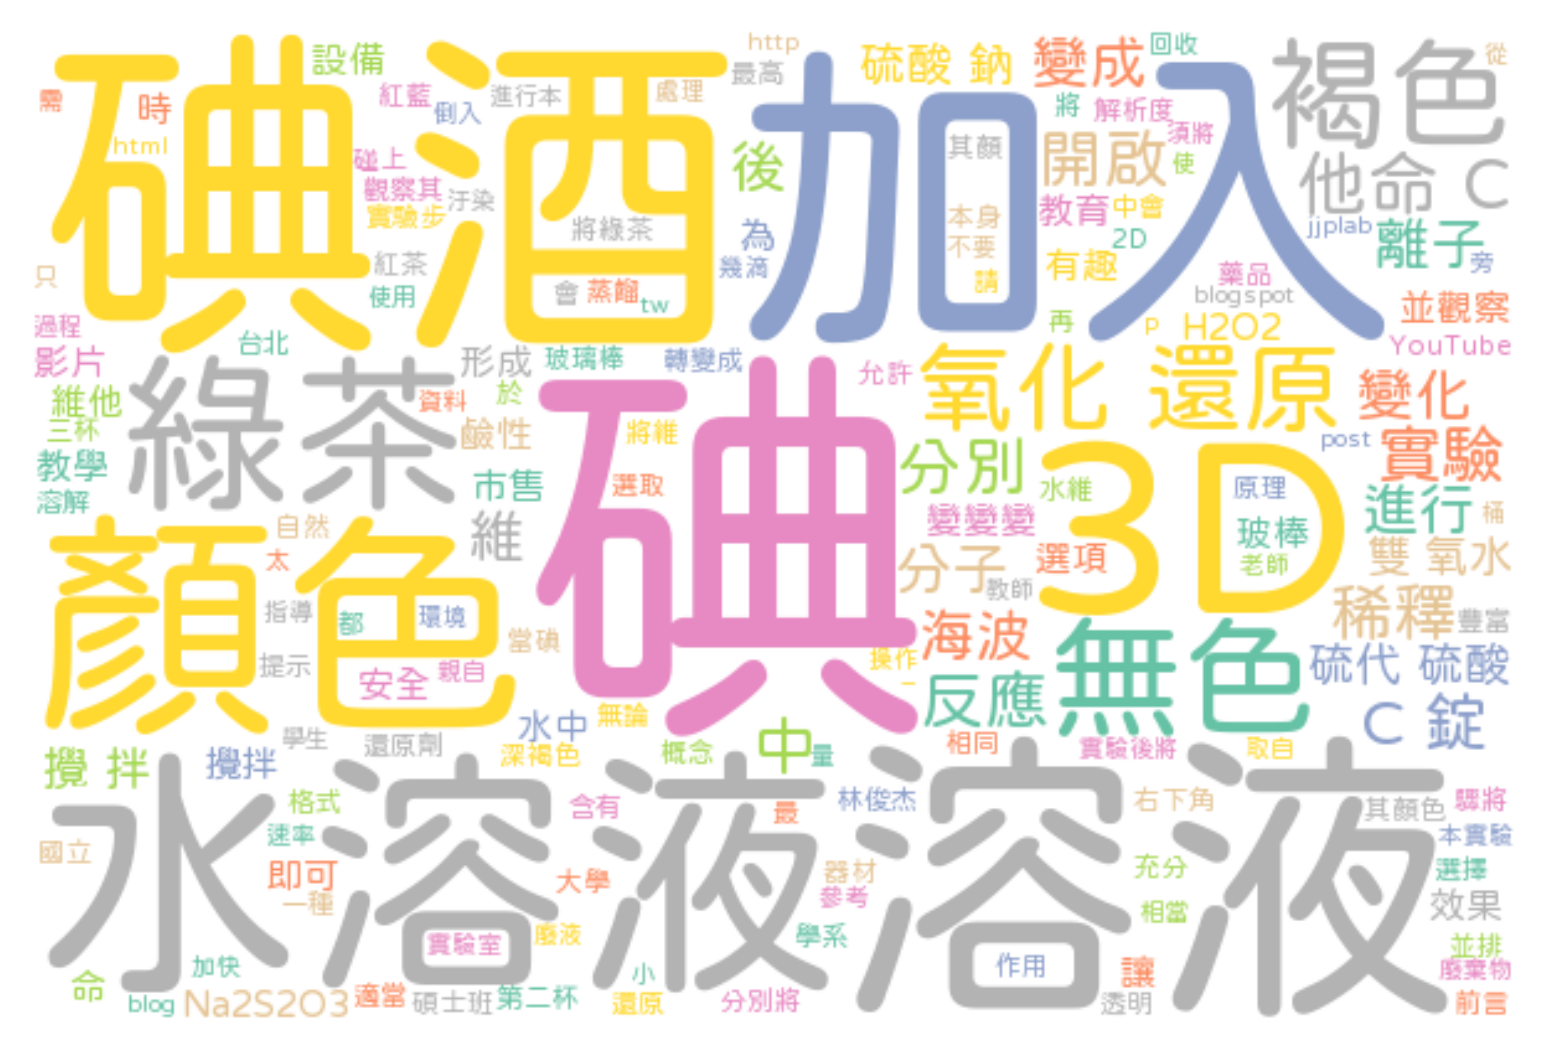 碘酒
加入
褐色
設備
http
最高
硫酸 鈉
變成
回收
從
需
時
html
紅藍
倒入
進行本
處理
將
解析度
須將
使
碰上
觀察其
實驗步
汙染
將綠茶
後
其顏
開啟
他命 C
教育
中會
2D
jjplab
離子
旁
只
紅茶
使用
會
蒸餾
tw
為
幾滴
本身
不要
請
有趣
藥品
blogspot
並觀察
過程
影片
台北
形成
玻璃棒
轉變成
允許
再
P
H2O2
YouTube
綠茶
維他
三杯
教學
溶解
資料
於
鹼性
市售
維
將維
選取
碘
氧化 還原
變化
post
實驗
分別
水維
3D
原理
進行
桶
變變變
玻棒
老師
雙 氧水
顏色
自然
太
指導
都
環境
提示
安全
親自
當碘
分子
教師
選項
稀釋
豐富
海波
操作
一
反應
無色
硫代 硫酸
C 錠
攪 拌
攪拌
學生
還原劑
水中
無論
深褐色
概念
中
量
相同
實驗後將
取自
水溶液
溶液
格式
速率
即可
一種
含有
大學
最
林俊杰
器材
參考
學系
右下角
其顏色
驟將
本實驗
充分
選擇
相當
效果
國立
實驗室
廢液
作用
並排
廢棄物
命
加快
blog
Na2S2O3
適當
碩士班
第二杯
小
還原
分別將
讓
透明
前言